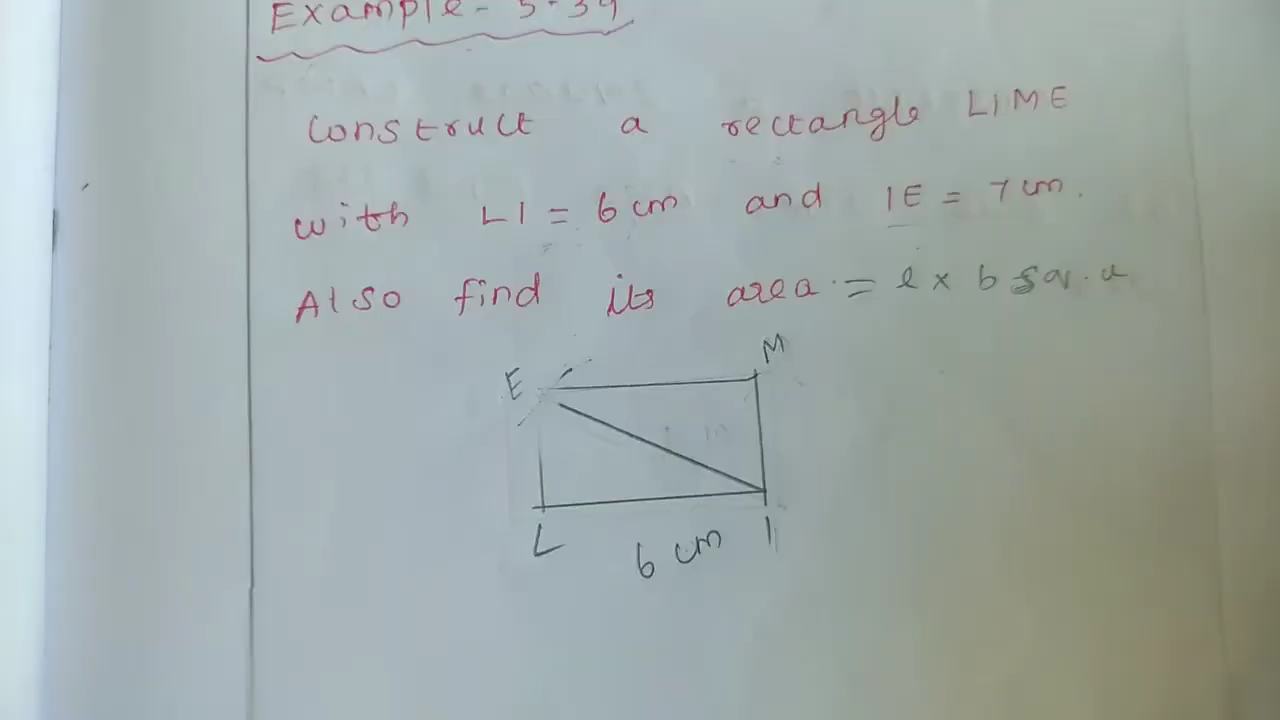 Example - 5.39
Construct a rectangle LIME
with LI = 6 cm and IE = 7 cm.
Also find its area. = l x b sq. u
E
M
L
6 cm
I